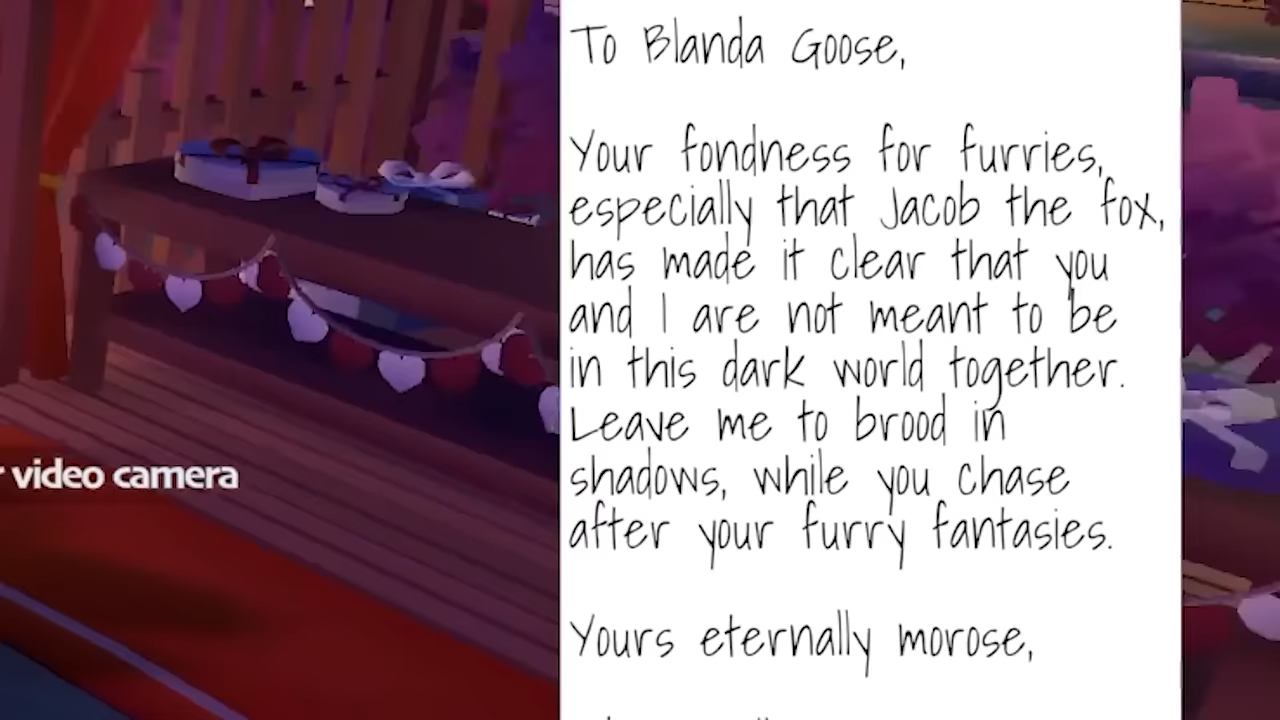 To Blanda Goose,
Your fondness for furries,
especially that Jacob the fox,
has made it clear that you
and I are not meant to be
in this dark world together.
Leave me to brood in
shadows, while you chase
after your furry fantasies.
Yours eternally morose,
video camera